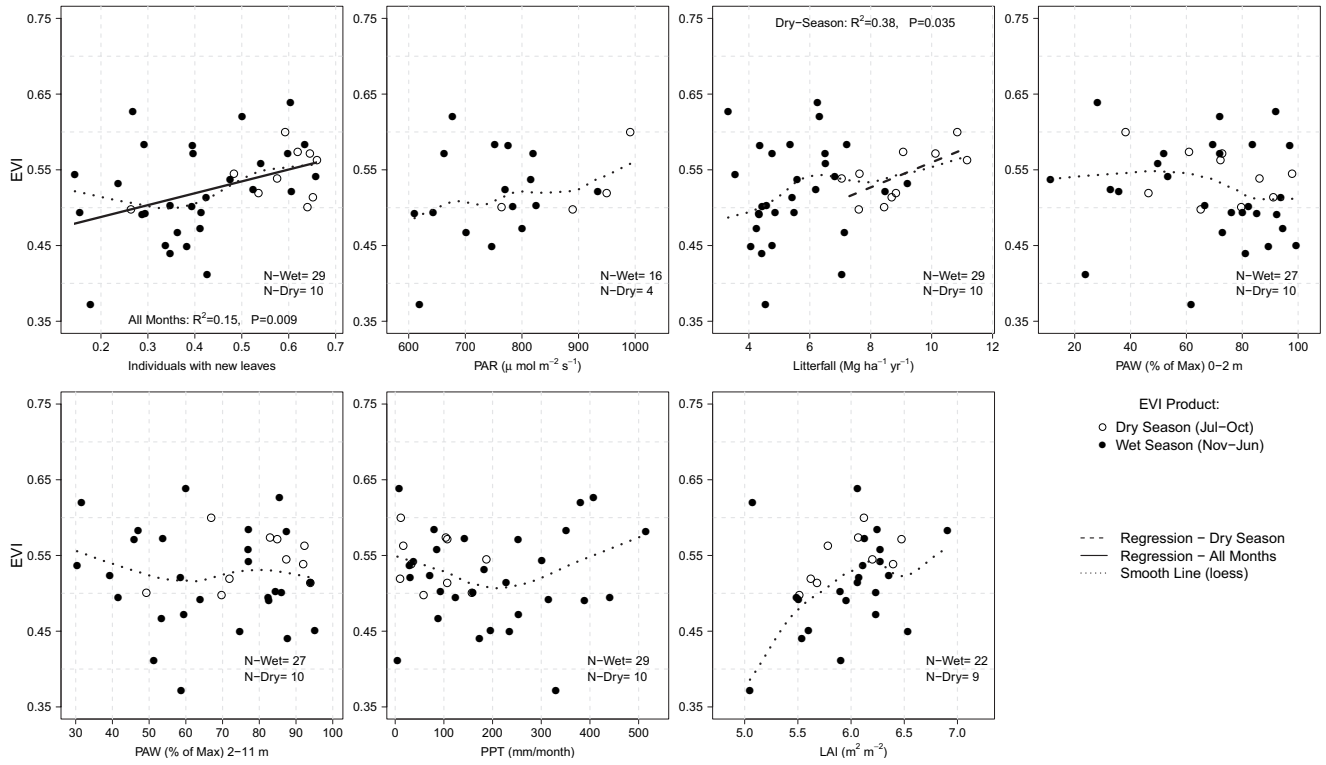 0.75
0.65
0.55
0.45
0.35
EVI
0.2 0.3 0.4 0.5 0.6 0.7
Individuals with new leaves
N−Wet= 29
N−Dry= 10
All Months: R²=0.15, P=0.009
0.75
0.65
0.55
0.45
0.35
600 700 800 900 1000
PAR (μ mol m⁻² s⁻¹)
N−Wet= 16
N−Dry= 4
Dry−Season: R²=0.38, P=0.035
0.75
0.65
0.55
0.45
0.35
4 6 8 10 12
Litterfall (Mg ha⁻¹ yr⁻¹)
N−Wet= 29
N−Dry= 10
0.75
0.65
0.55
0.45
0.35
20 40 60 80 100
PAW (% of Max) 0−2 m
N−Wet= 27
N−Dry= 10
0.75
0.65
0.55
0.45
0.35
EVI
30 40 50 60 70 80 90 100
PAW (% of Max) 2−11 m
N−Wet= 27
N−Dry= 10
0.75
0.65
0.55
0.45
0.35
0 100 200 300 400 500
PPT (mm/month)
N−Wet= 29
N−Dry= 10
0.75
0.65
0.55
0.45
0.35
5.0 5.5 6.0 6.5 7.0
LAI (m² m⁻²)
N−Wet= 22
N−Dry= 9
EVI Product:
Dry Season (Jul−Oct)
Wet Season (Nov−Jun)
Regression − Dry Season
Regression − All Months
Smooth Line (loess)